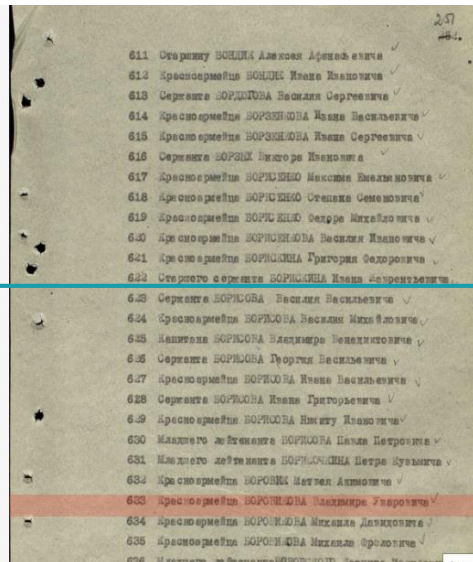 251
611 Старшину БОНДИК Алексея Афанасьевича
612 Красноармейца БОНДИК Ивана Ивановича
613 Сержанта БОРДЮГОВА Василия Сергеевича
614 Красноармейца БОРЗЕНКОВА Ивана Васильевича
615 Красноармейца БОРЗЕНКОВА Ивана Сергеевича
616 Сержанта БОРЗЫХ Виктора Ивановича
617 Красноармейца БОРИСЕНКО Максима Емельяновича
618 Красноармейца БОРИСЕНКО Степана Семеновича
619 Красноармейца БОРИСЕНКО Федора Михайловича
620 Красноармейца БОРИСЕНКОВА Василия Ивановича
621 Красноармейца БОРИСКИНА Григория Федоровича
622 Старшего сержанта БОРИСКИНА Ивана Лаврентьевича
623 Сержанта БОРИСОВА Василия Васильевича
624 Красноармейца БОРИСОВА Василия Михайловича
625 Капитана БОРИСОВА Владимира Венедиктовича
626 Сержанта БОРИСОВА Георгия Васильевича
627 Красноармейца БОРИСОВА Ивана Васильевича
628 Сержанта БОРИСОВА Ивана Григорьевича
629 Красноармейца БОРИСОВА Никиту Ивановича
630 Младшего лейтенанта БОРИСОВА Павла Петровича
631 Младшего лейтенанта БОРИСОЧКИНА Петра Кузьмича
632 Красноармейца БОРОВИК Матвея Акимовича
633 Красноармейца БОРОВИКОВА Владимира Уваровича
634 Красноармейца БОРОВИКОВА Михаила Давидовича
635 Красноармейца БОРОВИКОВА Михаила Фроловича
636 Младшего лейтенанта